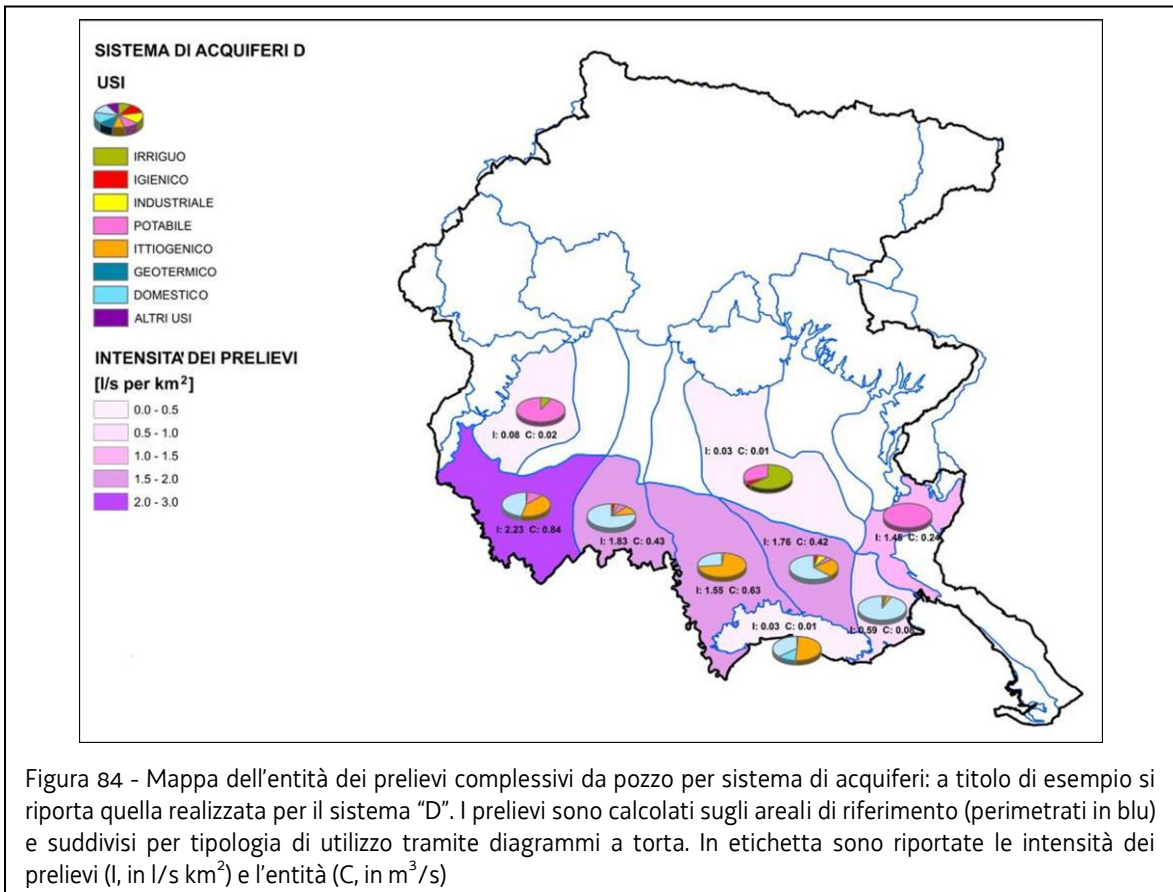 SISTEMA DI ACQUIFERI D
USI
IRRIGUO
IGIENICO
INDUSTRIALE
POTABILE
ITTIOGENICO
GEOTERMICO
DOMESTICO
ALTRI USI
INTENSITA' DEI PRELIEVI
[l/s per km²]
0.0 - 0.5
0.5 - 1.0
1.0 - 1.5
1.5 - 2.0
2.0 - 3.0
I: 0.08 C: 0.02
I: 0.03 C: 0.01
I: 2.23 C: 0.84
I: 1.83 C: 0.43
I: 1.76 C: 0.42
I: 1.45 C: 0.24
I: 1.55 C: 0.63
I: 0.03 C: 0.01
I: 0.59 C: 0.08
Figura 84 - Mappa dell'entità dei prelievi complessivi da pozzo per sistema di acquiferi: a titolo di esempio si
riporta quella realizzata per il sistema "D". I prelievi sono calcolati sugli areali di riferimento (perimetrati in blu)
e suddivisi per tipologia di utilizzo tramite diagrammi a torta. In etichetta sono riportate le intensità dei
prelievi (I, in l/s km²) e l'entità (C, in m³/s)